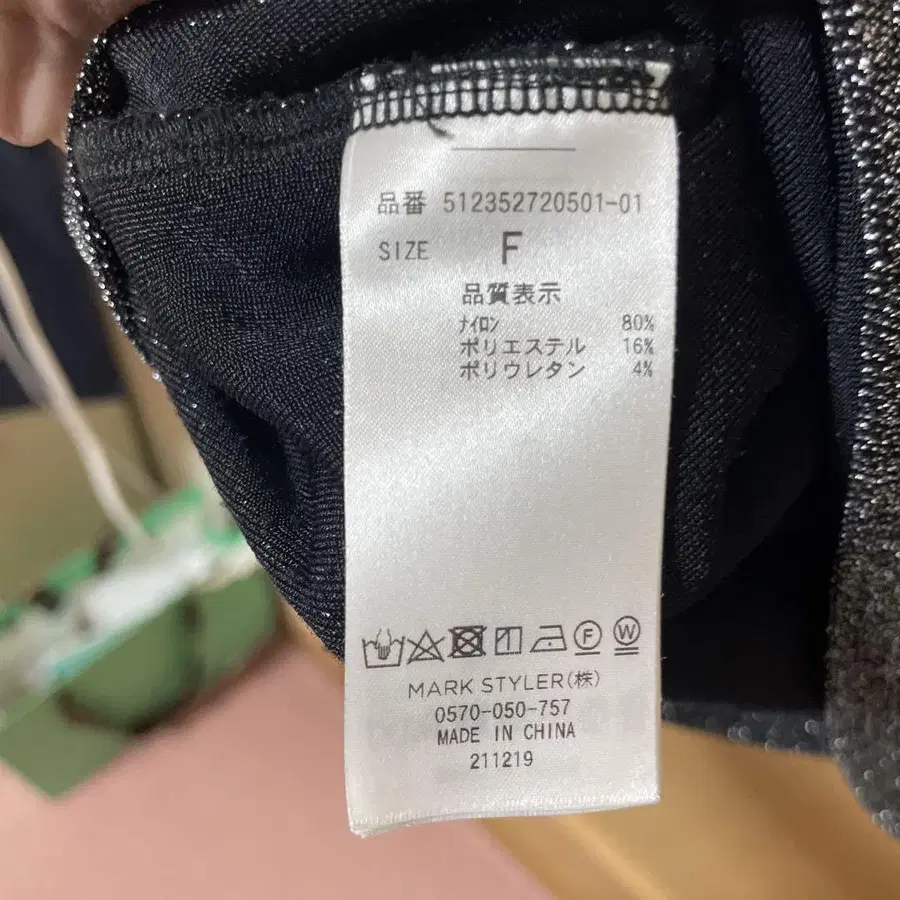 品番 512352720501-01
SIZE F
品質表示
ﾅｲﾛﾝ 80%
ポリエステル 16%
ポリウレタン 4%
F W
MARK STYLER(株)
0570-050-757
MADE IN CHINA
211219